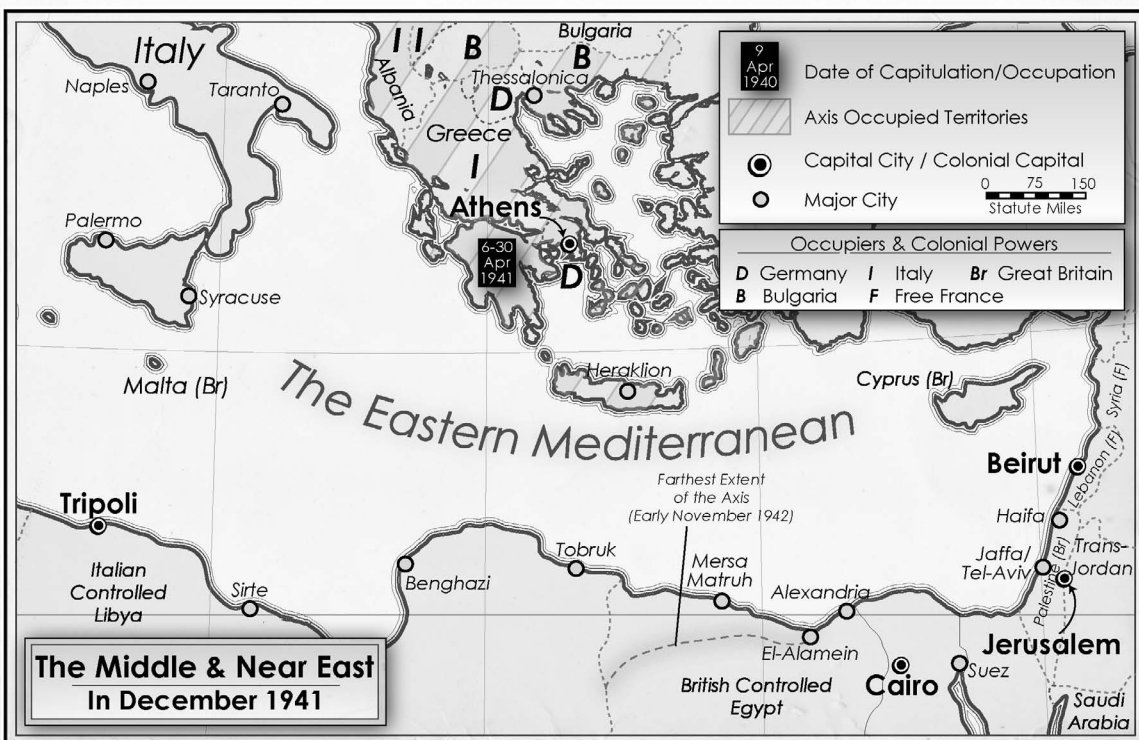 Italy
Naples
Taranto
Palermo
Syracuse
Malta (Br)
I I
B
Bulgaria
B
Albania
Thessalonica
D
Greece
I
Athens
6-30
Apr
1941
D
Heraklion
9
Apr
1940
Date of Capitulation/Occupation
Axis Occupied Territories
Capital City / Colonial Capital
Major City
0 75 150
Statute Miles
Occupiers & Colonial Powers
D Germany I Italy Br Great Britain
B Bulgaria F Free France
The Eastern Mediterranean
Cyprus (Br)
Syria (F)
Beirut
Lebanon (F)
Haifa
Jaffa/
Tel-Aviv
Palestine (Br)
Trans-
Jordan
Jerusalem
Tripoli
Italian
Controlled
Libya
Sirte
Benghazi
Tobruk
Farthest Extent
of the Axis
(Early November 1942)
Mersa
Matruh
Alexandria
El-Alamein
British Controlled
Egypt
Cairo
Suez
Saudi
Arabia
The Middle & Near East
In December 1941